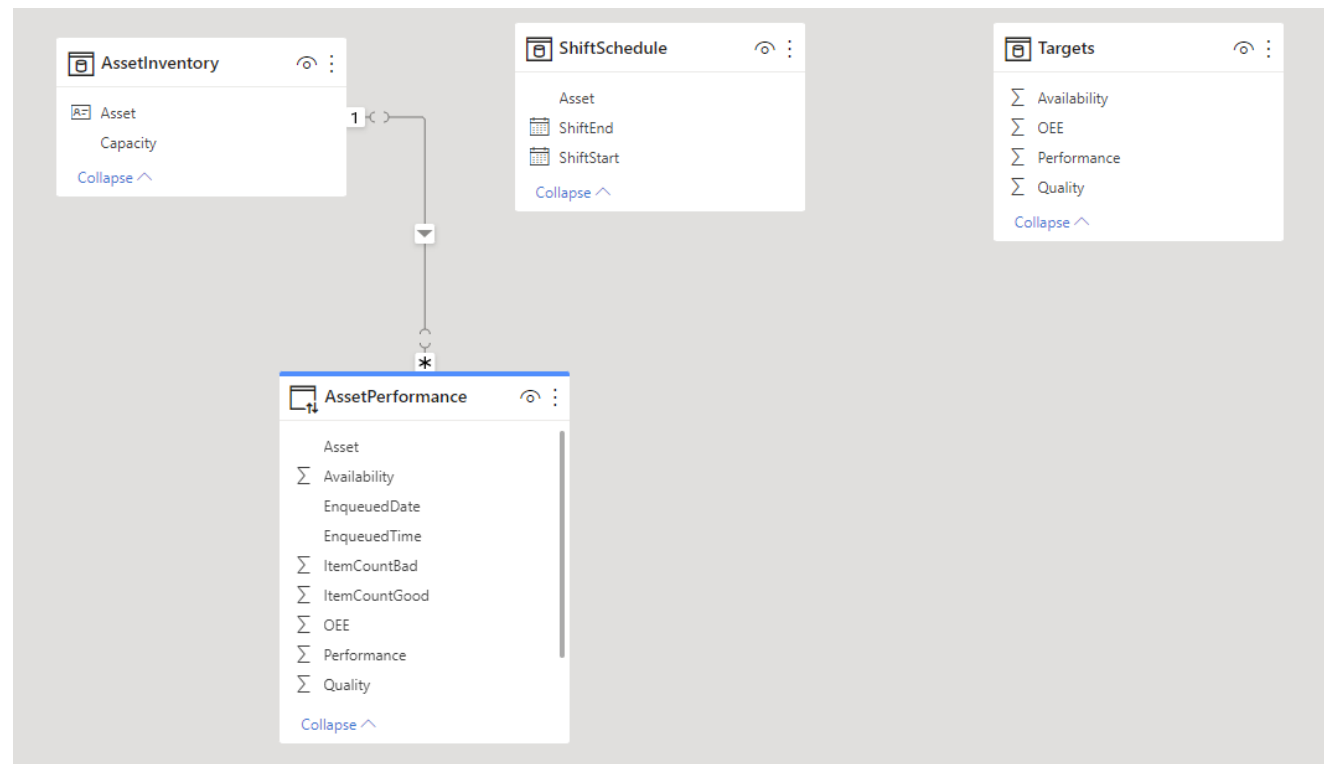 AssetInventory
Asset
Capacity
Collapse
1
ShiftSchedule
Asset
ShiftEnd
ShiftStart
Collapse
Targets
Availability
OEE
Performance
Quality
Collapse
*
AssetPerformance
Asset
Availability
EnqueuedDate
EnqueuedTime
ItemCountBad
ItemCountGood
OEE
Performance
Quality
Collapse